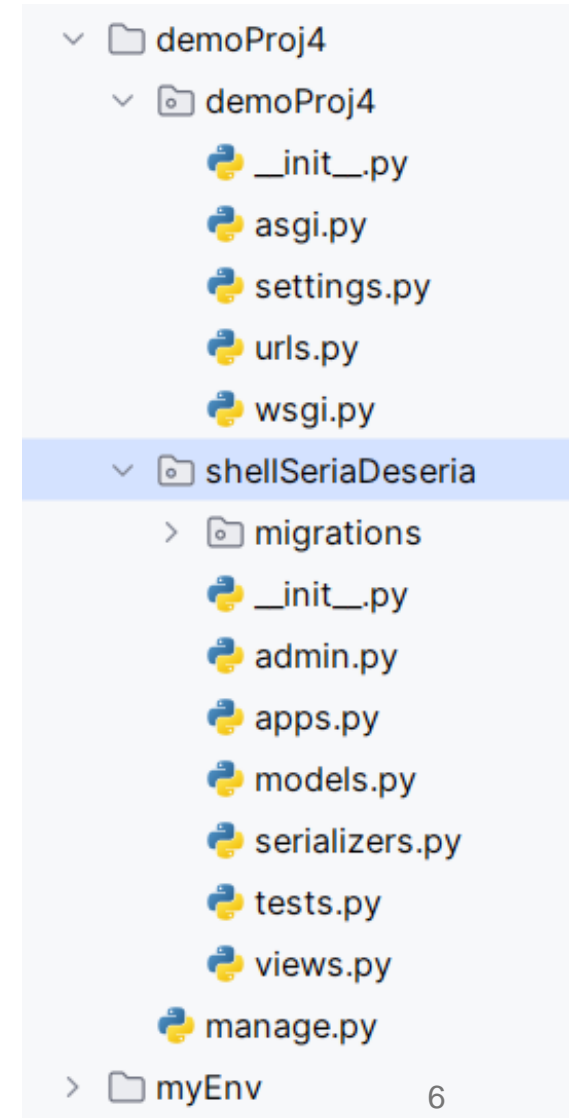 demoProj4
demoProj4
__init__.py
asgi.py
settings.py
urls.py
wsgi.py
shellSeriaDeseria
migrations
__init__.py
admin.py
apps.py
models.py
serializers.py
tests.py
views.py
manage.py
myEnv 6